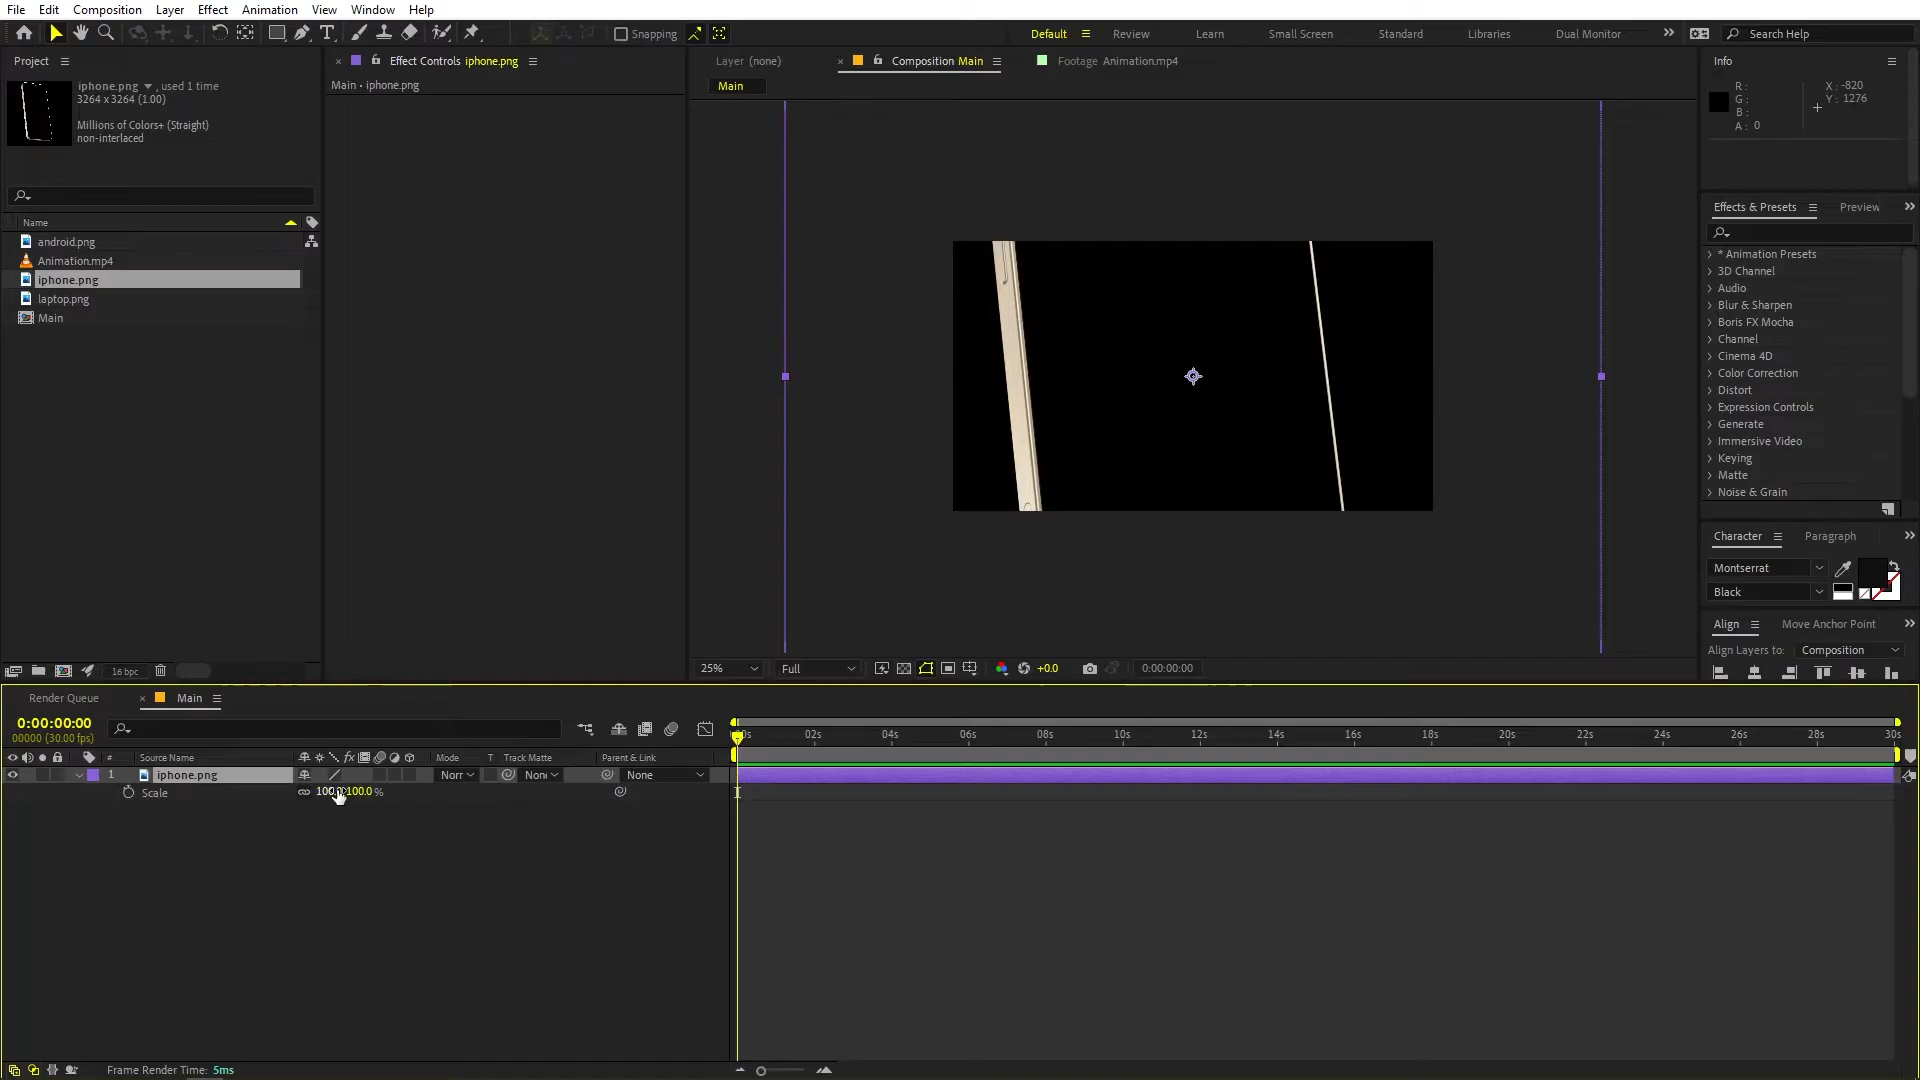 File Edit Composition Layer Effect Animation View Window Help
Snapping
Default Review Learn Small Screen Standard Libraries Dual Monitor Search Help
Project
Effect Controls iphone.png
Layer (none)
Composition Main
Footage Animation.mp4
Info
iphone.png , used 1 time
3264 x 3264 (1.00)
Millions of Colors+ (Straight)
non-interlaced
Main • iphone.png
Main
R :
G :
B :
A : 0
X : -820
Y : 1276
Name
android.png
Animation.mp4
iphone.png
laptop.png
Main
Effects & Presets Preview
* Animation Presets
3D Channel
Audio
Blur & Sharpen
Boris FX Mocha
Channel
Cinema 4D
Color Correction
Distort
Expression Controls
Generate
Immersive Video
Keying
Matte
Noise & Grain
Character Paragraph
Montserrat
Black
Align Move Anchor Point
Align Layers to: Composition
16 bpc
25% Full +0.0 0:00:00:00
Render Queue Main
0:00:00:00
00000 (30.00 fps)
02s 04s 06s 08s 10s 12s 14s 16s 18s 20s 22s 24s 26s 28s 30s
# Source Name Mode T Track Matte Parent & Link
1 iphone.png Norr None
Scale 100.0 %
Frame Render Time: 5ms